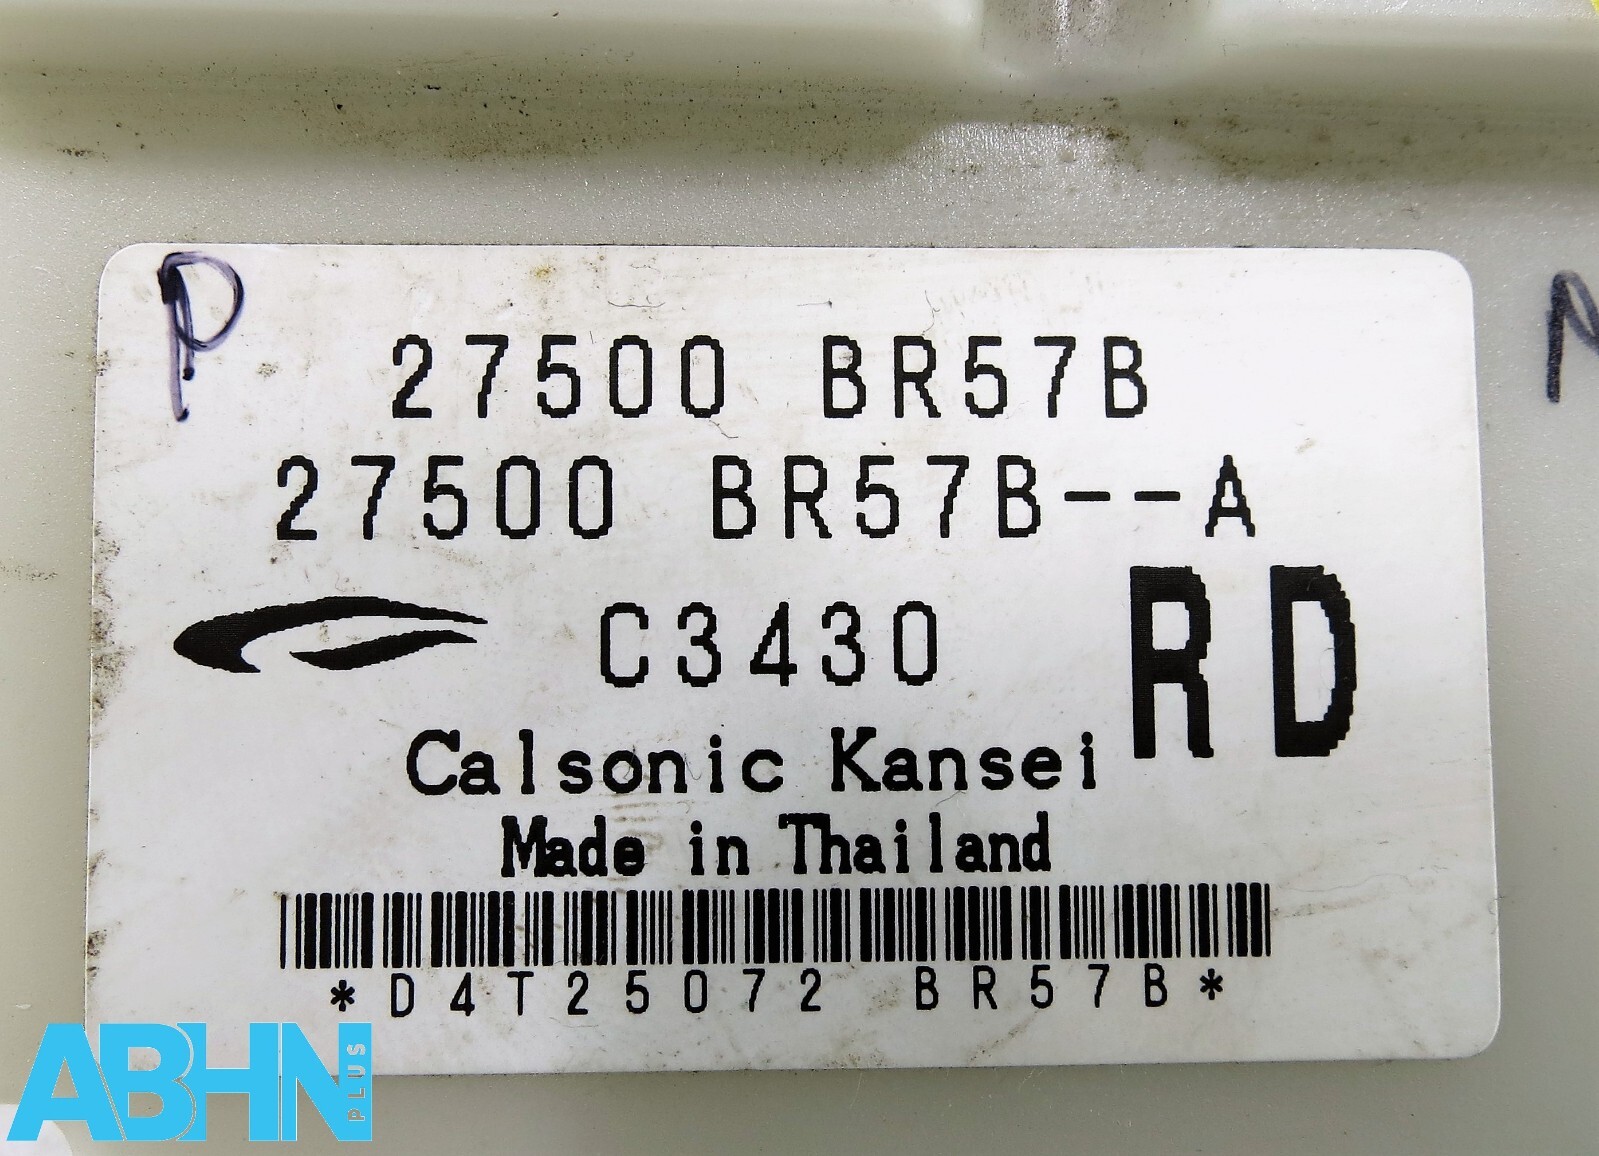 P
27500 BR57B
27500 BR57B--A
C3430 RD
Calsonic Kansei
Made in Thailand
*D4T25072 BR57B*
ABHN PLUS